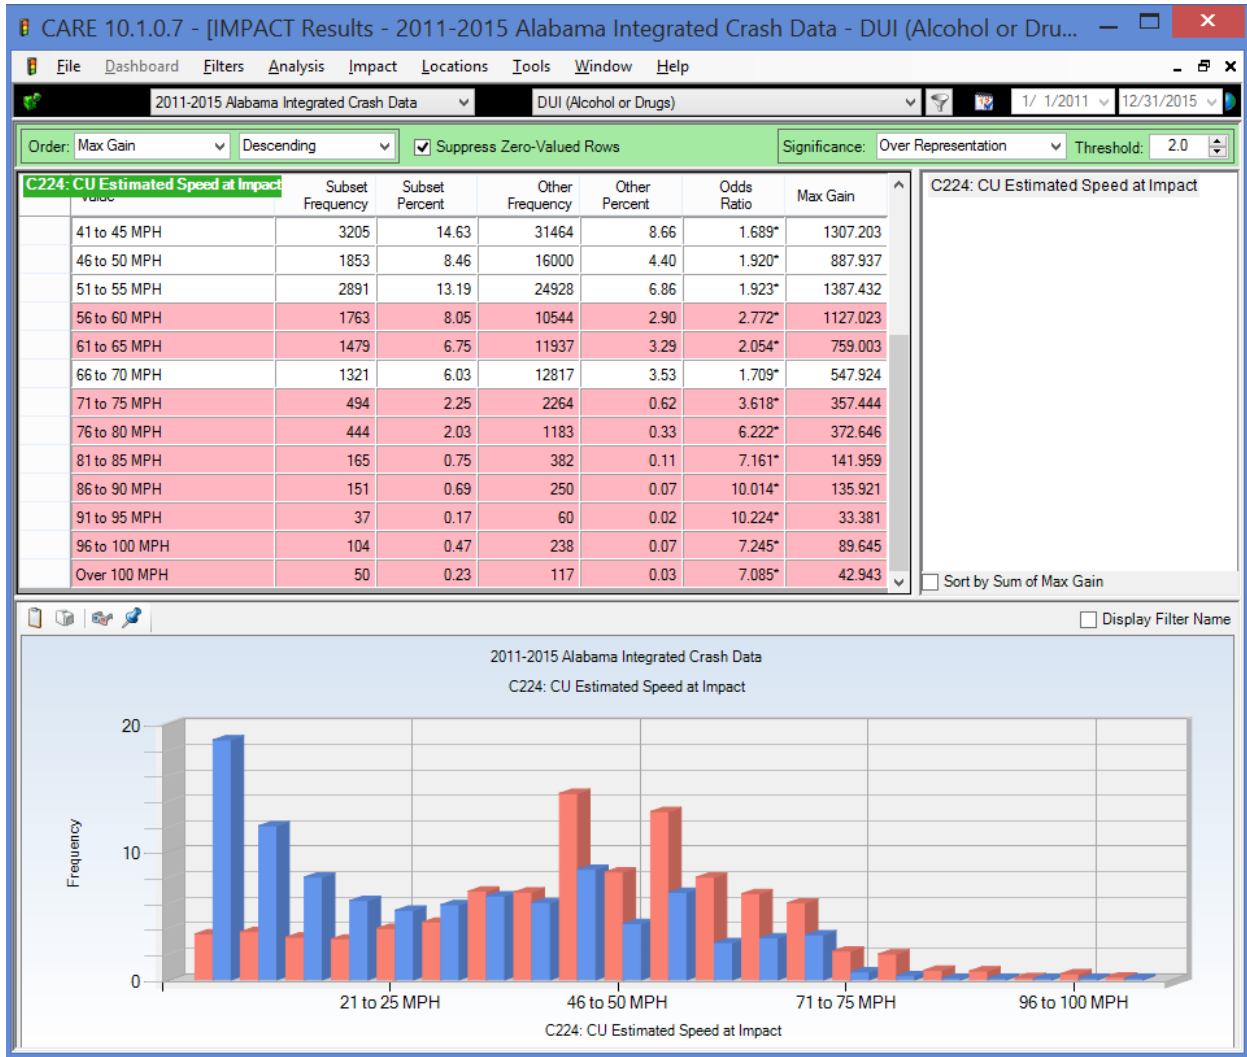 CARE 10.1.0.7 - [IMPACT Results - 2011-2015 Alabama Integrated Crash Data - DUI (Alcohol or Dru...
File Dashboard Filters Analysis Impact Locations Tools Window Help
2011-2015 Alabama Integrated Crash Data DUI (Alcohol or Drugs) 1/ 1/2011 12/31/2015
Order: Max Gain Descending Suppress Zero-Valued Rows Significance: Over Representation Threshold: 2.0
C224: CU Estimated Speed at Impact Subset Frequency Subset Percent Other Frequency Other Percent Odds Ratio Max Gain
41 to 45 MPH 3205 14.63 31464 8.66 1.689* 1307.203
46 to 50 MPH 1853 8.46 16000 4.40 1.920* 887.937
51 to 55 MPH 2891 13.19 24928 6.86 1.923* 1387.432
56 to 60 MPH 1763 8.05 10544 2.90 2.772* 1127.023
61 to 65 MPH 1479 6.75 11937 3.29 2.054* 759.003
66 to 70 MPH 1321 6.03 12817 3.53 1.709* 547.924
71 to 75 MPH 494 2.25 2264 0.62 3.618* 357.444
76 to 80 MPH 444 2.03 1183 0.33 6.222* 372.646
81 to 85 MPH 165 0.75 382 0.11 7.161* 141.959
86 to 90 MPH 151 0.69 250 0.07 10.014* 135.921
91 to 95 MPH 37 0.17 60 0.02 10.224* 33.381
96 to 100 MPH 104 0.47 238 0.07 7.245* 89.645
Over 100 MPH 50 0.23 117 0.03 7.085* 42.943
C224: CU Estimated Speed at Impact
Sort by Sum of Max Gain
Display Filter Name
2011-2015 Alabama Integrated Crash Data
C224: CU Estimated Speed at Impact
Frequency
20
10
0
21 to 25 MPH 46 to 50 MPH 71 to 75 MPH 96 to 100 MPH
C224: CU Estimated Speed at Impact